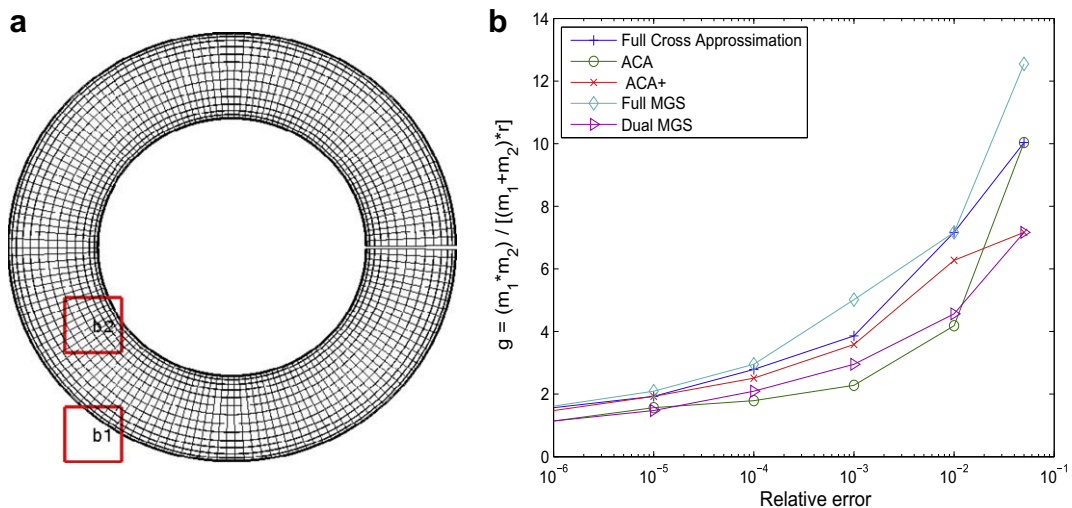 a
b2
b1
b
Full Cross Approssimation
ACA
ACA+
Full MGS
Dual MGS
g = (m₁*m₂) / [(m₁+m₂)*r]
14
12
10
8
6
4
2
0
10⁻⁶
10⁻⁵
10⁻⁴
10⁻³
10⁻²
10⁻¹
Relative error